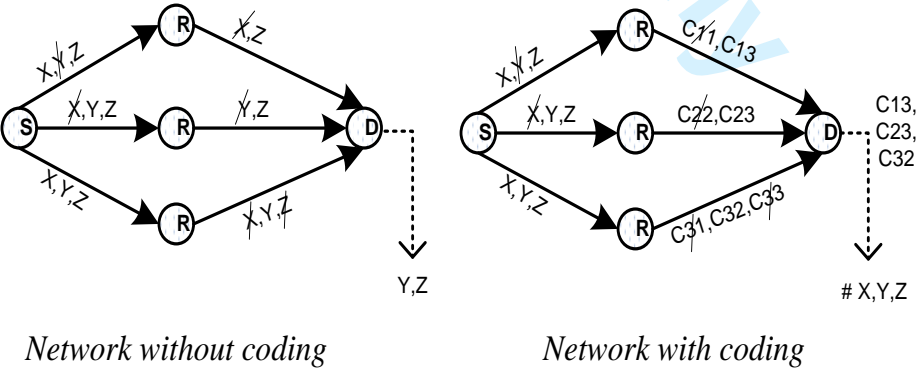 X,Y,Z
X,Z
R
X,Y,Z
Y,Z
S
R
D
X,Y,Z
X,Y,Z
R
Y,Z
Network without coding
X,Y,Z
C11,C13
R
X,Y,Z
C22,C23
S
R
D
C13,
C23,
C32
X,Y,Z
C31,C32,C33
R
# X,Y,Z
Network with coding